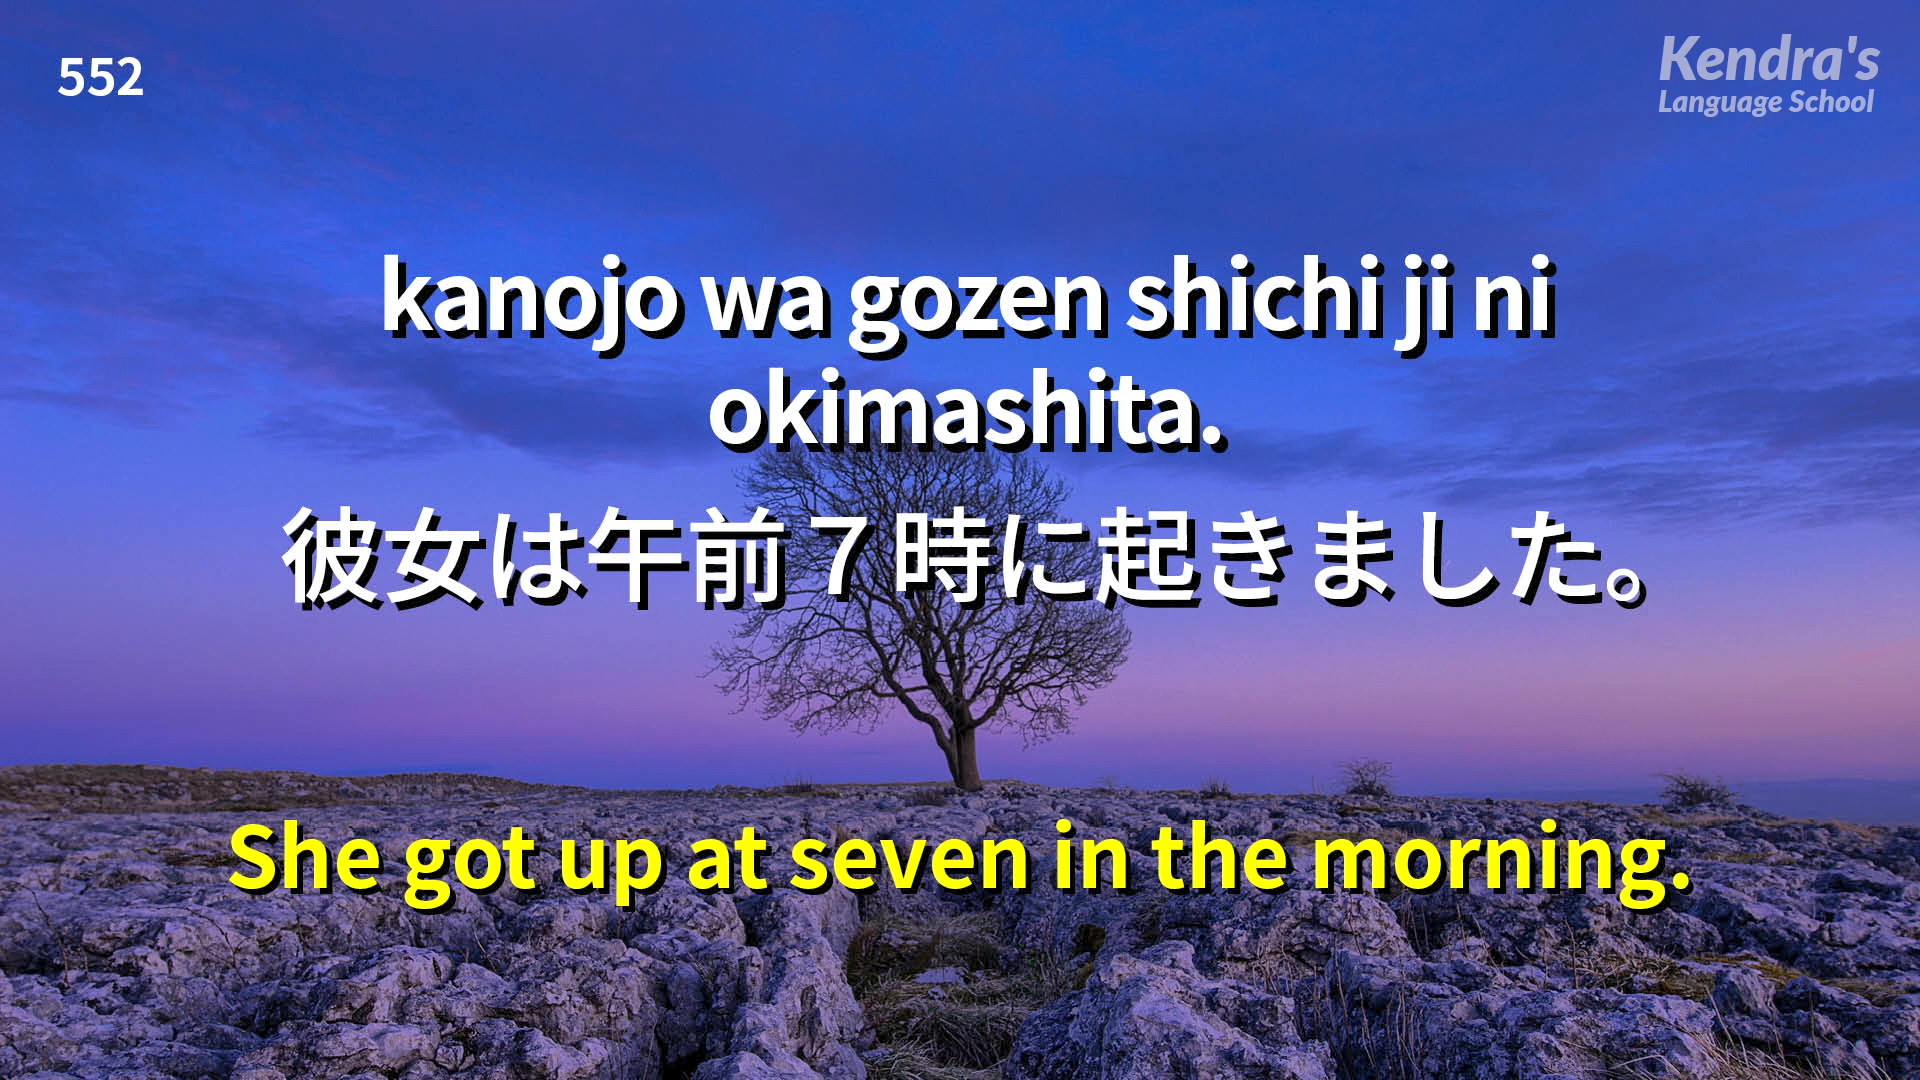 552
Kendra's
Language School
kanojo wa gozen shichi ji ni
okimashita.
彼女は午前７時に起きました。
She got up at seven in the morning.